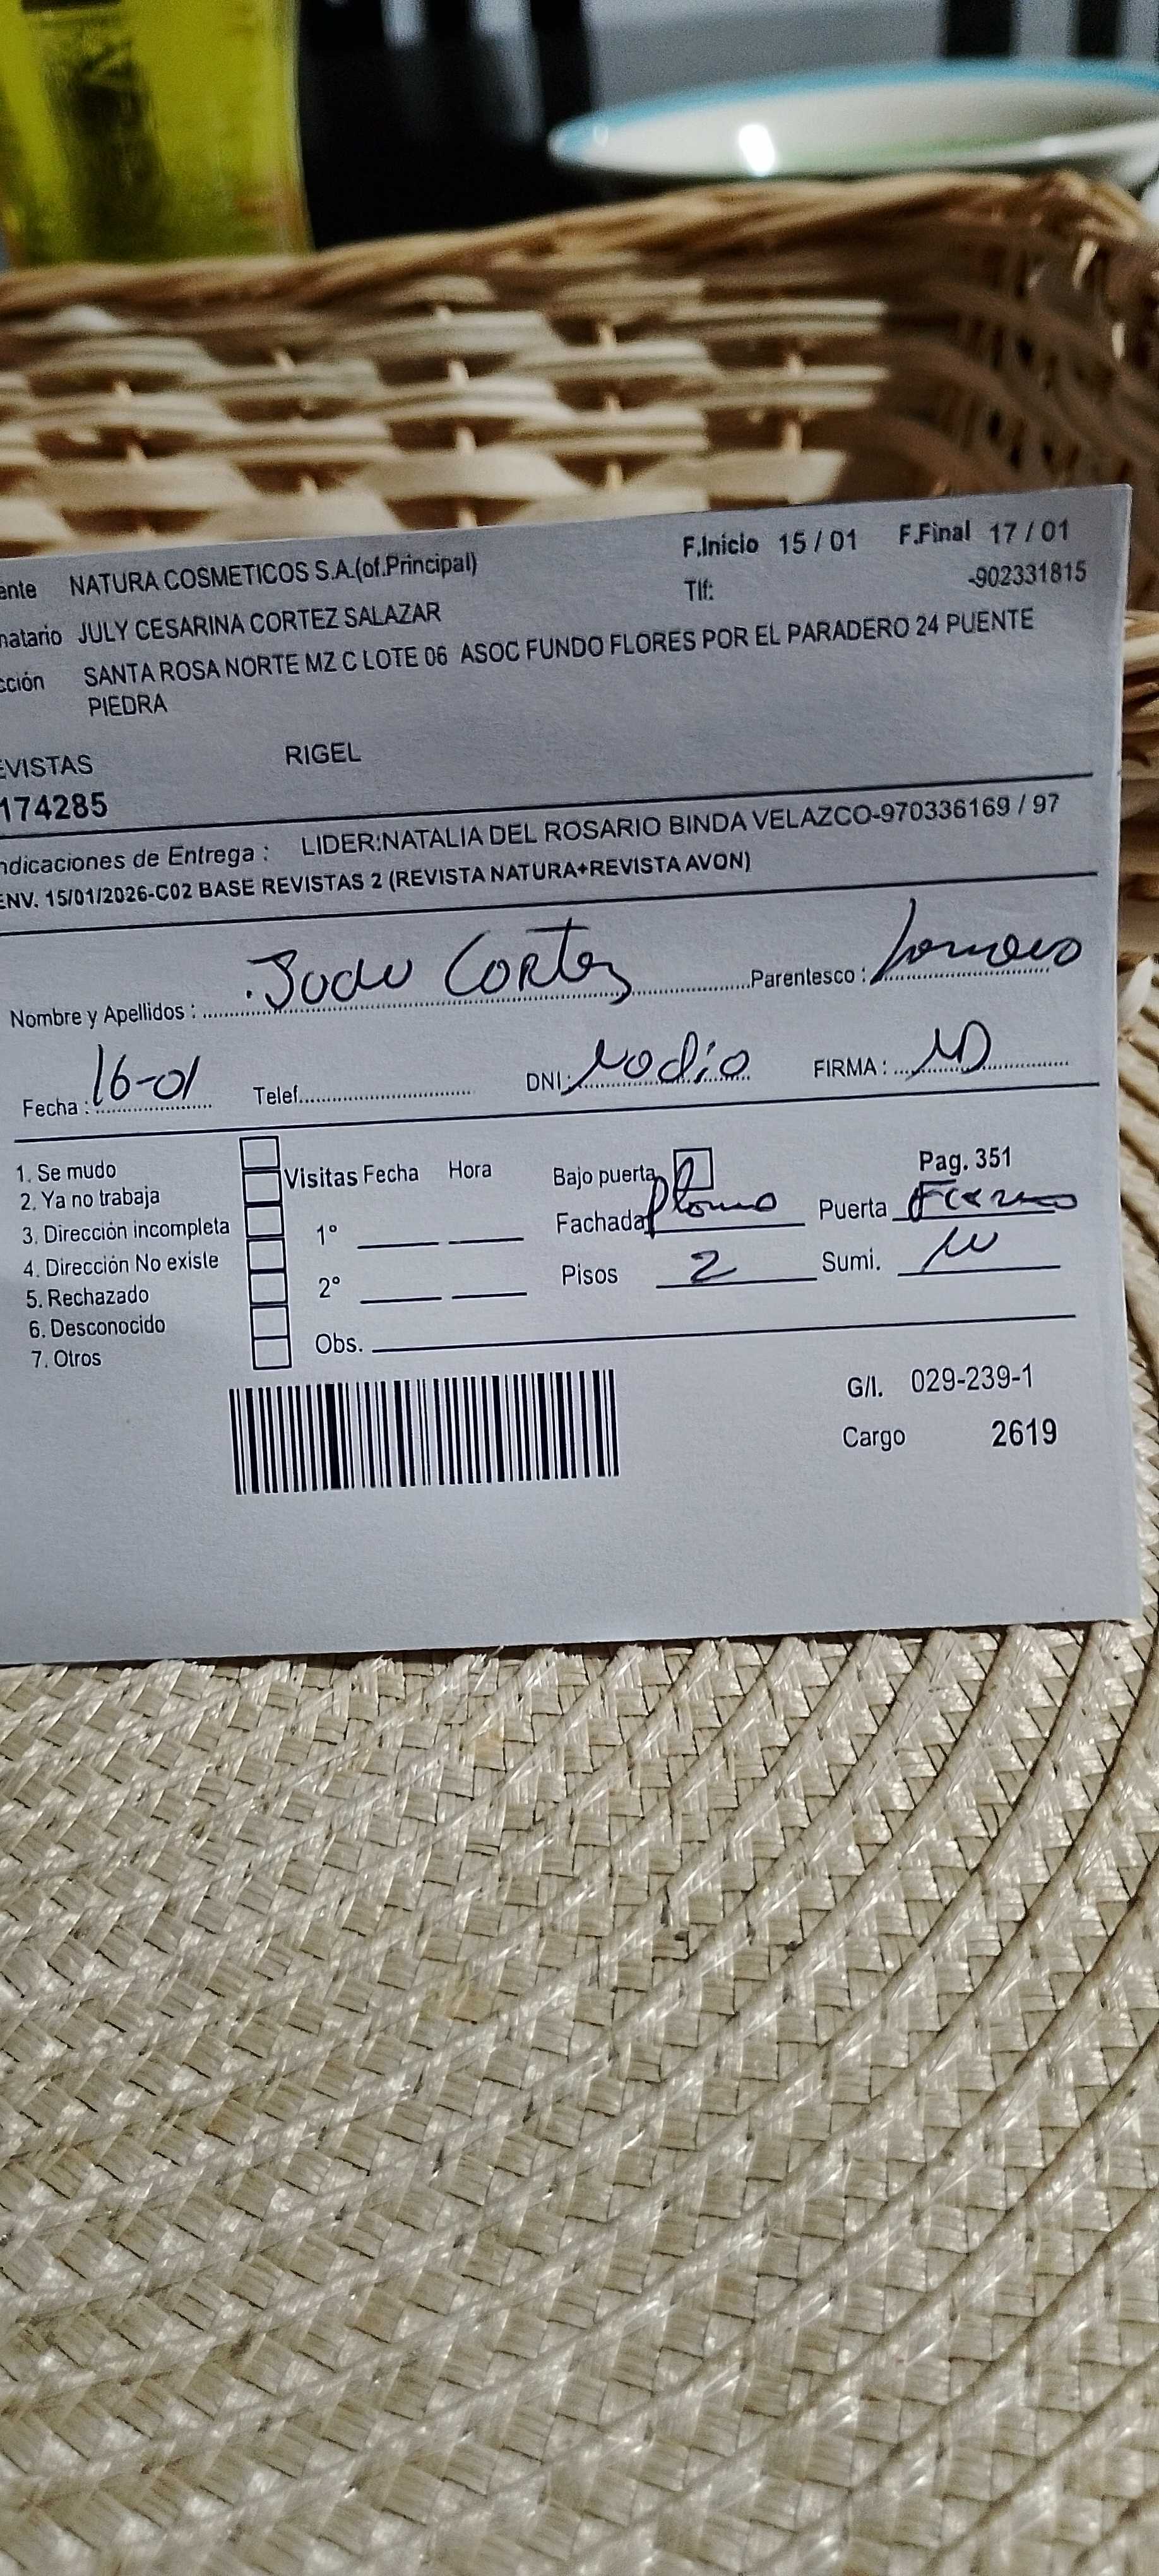 ente NATURA COSMETICOS S.A.(of.Principal) F.Inicio 15 / 01 F.Final 17 / 01
natario JULY CESARINA CORTEZ SALAZAR Tlf: -902331815
cción SANTA ROSA NORTE MZ C LOTE 06 ASOC FUNDO FLORES POR EL PARADERO 24 PUENTE
PIEDRA
EVISTAS RIGEL
174285
ndicaciones de Entrega : LIDER:NATALIA DEL ROSARIO BINDA VELAZCO-970336169 / 97
ENV. 15/01/2026-C02 BASE REVISTAS 2 (REVISTA NATURA+REVISTA AVON)
Nombre y Apellidos : Cortez Parentesco :
Fecha : 16-01 Telef. DNI: FIRMA :
1. Se mudo
2. Ya no trabaja
3. Dirección incompleta
4. Dirección No existe
5. Rechazado
6. Desconocido
7. Otros
Visitas Fecha Hora
1°
2°
Obs.
Bajo puerta Pag. 351
Fachada Plomo Puerta
Pisos 2 Sumi.
G/I. 029-239-1
Cargo 2619